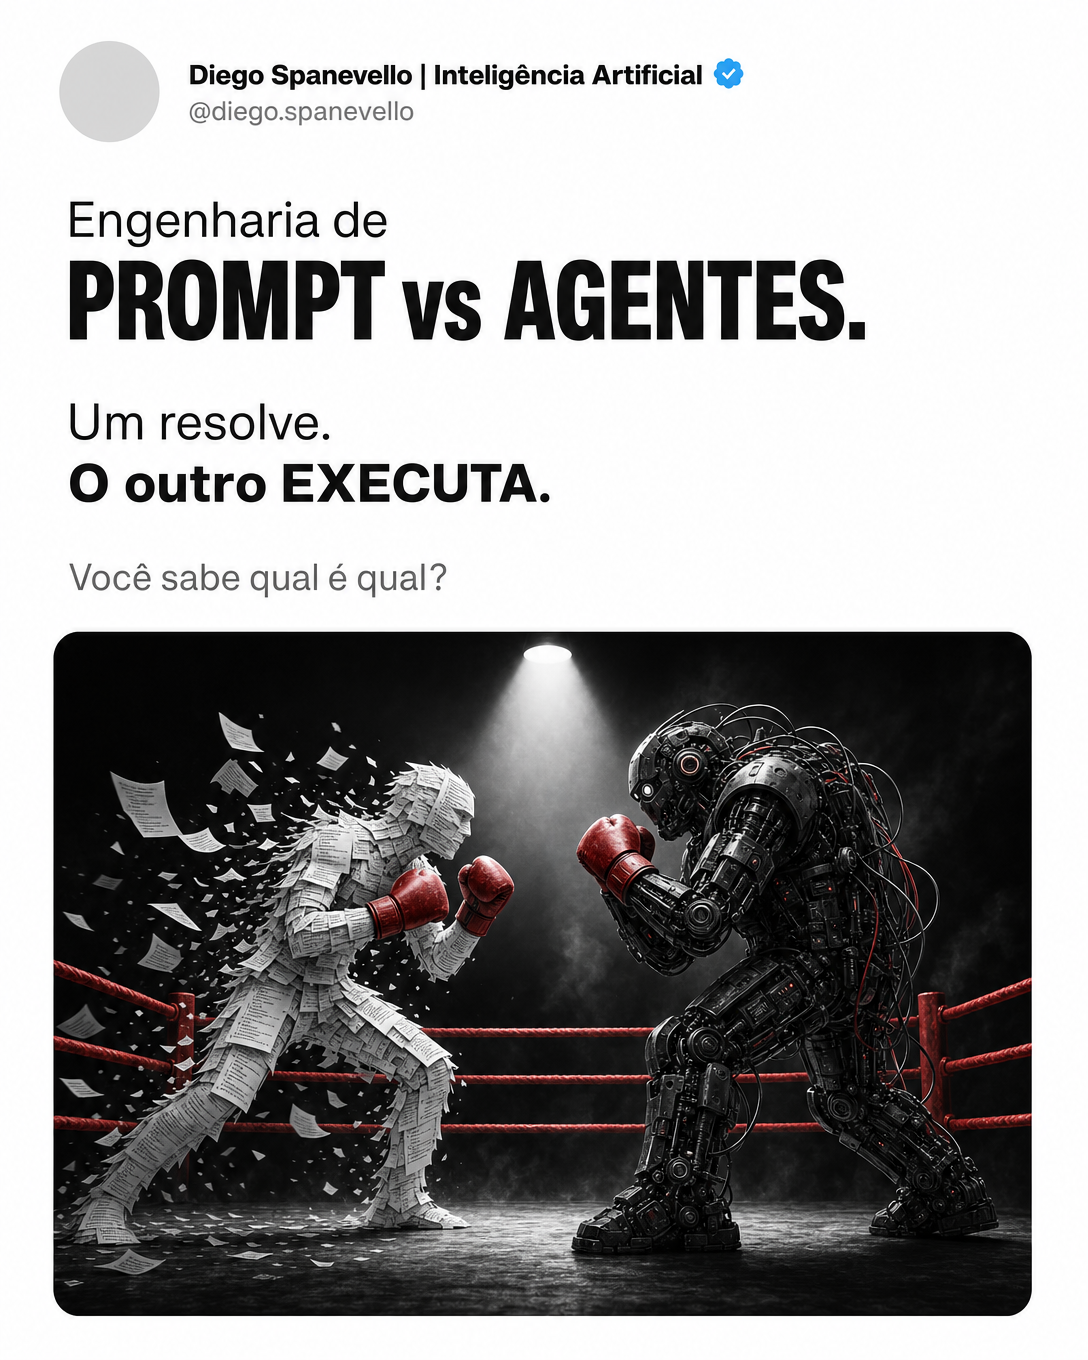 Diego Spanevello | Inteligência Artificial
@diego.spanevello
Engenharia de
PROMPT vs AGENTES.
Um resolve.
O outro EXECUTA.
Você sabe qual é qual?